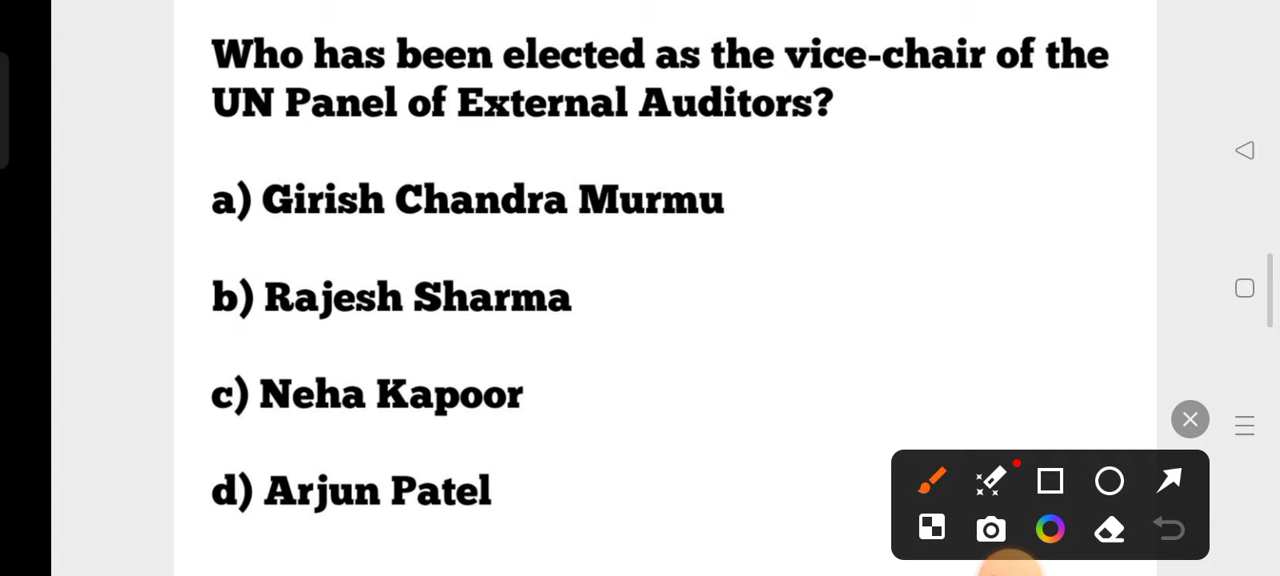 Who has been elected as the vice-chair of the
UN Panel of External Auditors?
a) Girish Chandra Murmu
b) Rajesh Sharma
c) Neha Kapoor
d) Arjun Patel